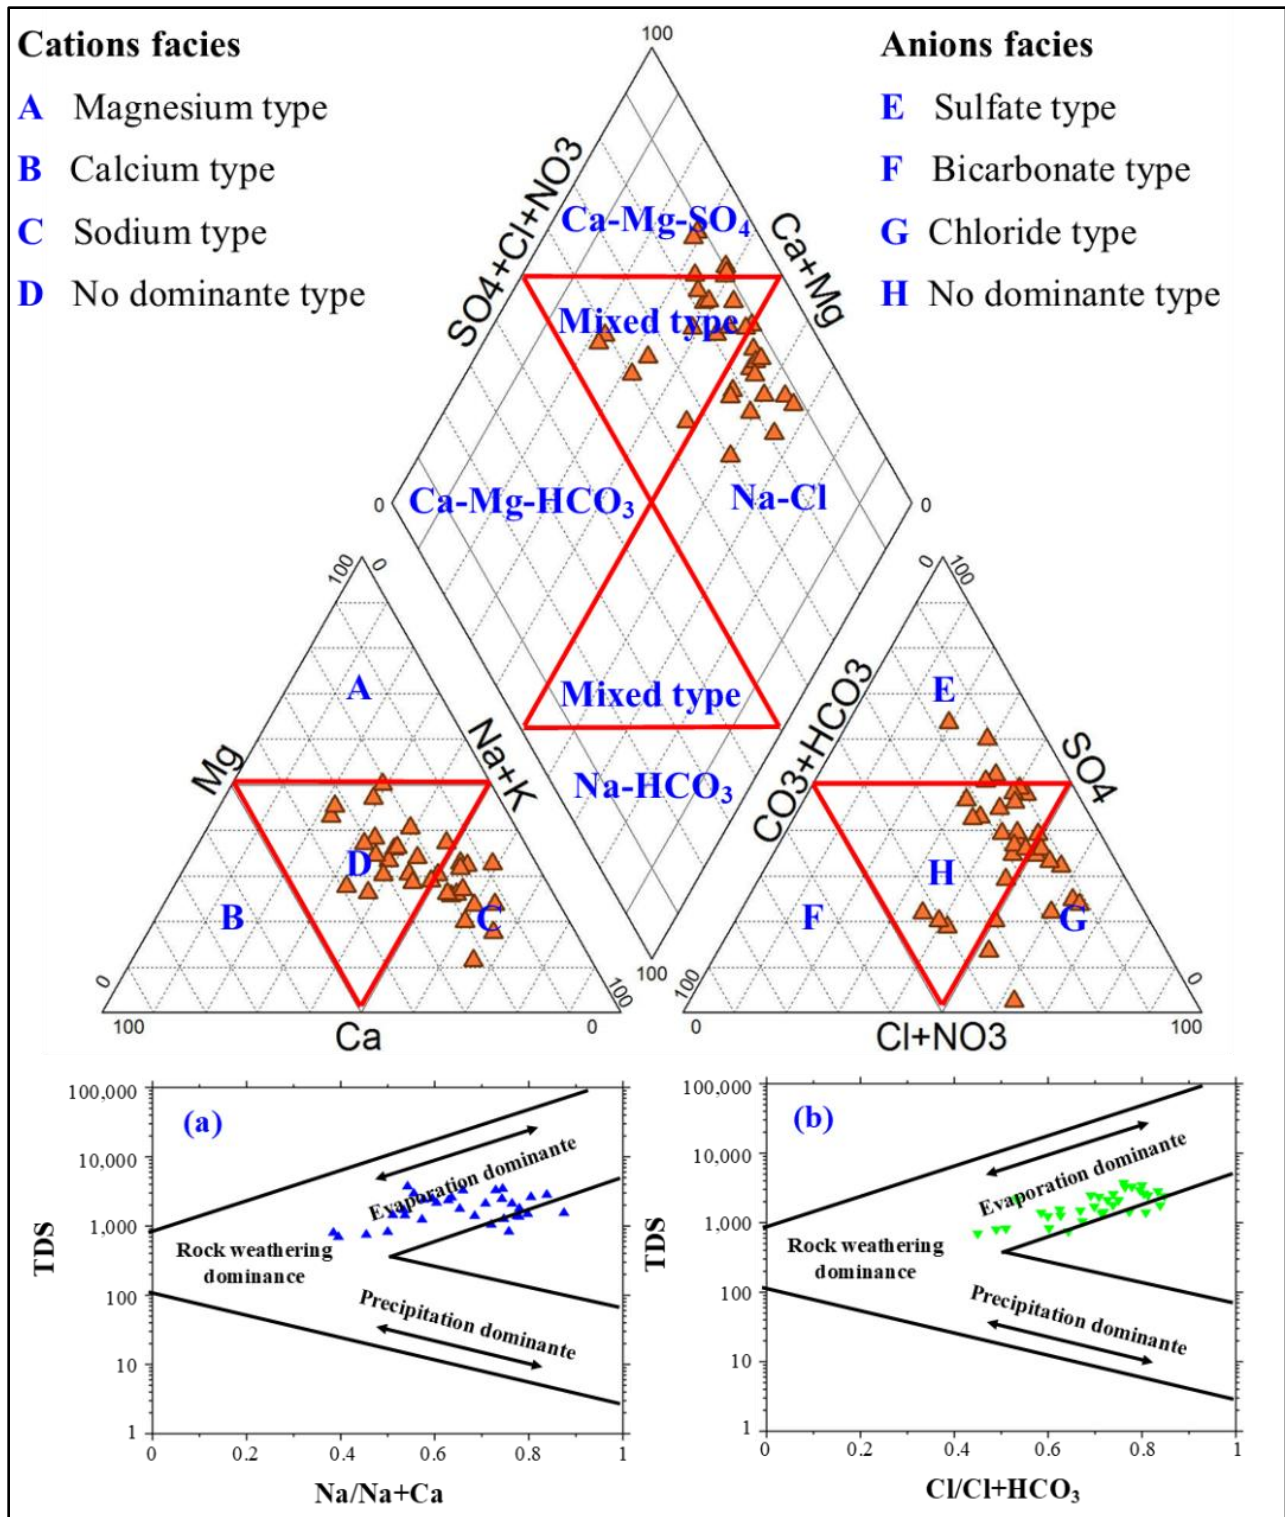 Cations facies
A Magnesium type
B Calcium type
C Sodium type
D No dominante type
Anions facies
E Sulfate type
F Bicarbonate type
G Chloride type
H No dominante type
100
SO4+Cl+NO3
Ca+Mg
Ca-Mg-SO₄
Mixed type
0
Ca-Mg-HCO₃
Na-Cl
0
Mixed type
Na-HCO₃
100
100
0
Mg
Na+K
A
D
B
C
0
100
100
0
Ca
0
100
CO3+HCO3
SO4
E
H
F
G
100
0
0
100
Cl+NO3
(a)
TDS
100,000
10,000
1,000
100
10
1
Evaporation dominante
Rock weathering
dominance
Precipitation dominante
0 0.2 0.4 0.6 0.8 1
Na/Na+Ca
(b)
TDS
100,000
10,000
1,000
100
10
1
Evaporation dominante
Rock weathering
dominance
Precipitation dominante
0 0.2 0.4 0.6 0.8 1
Cl/Cl+HCO₃